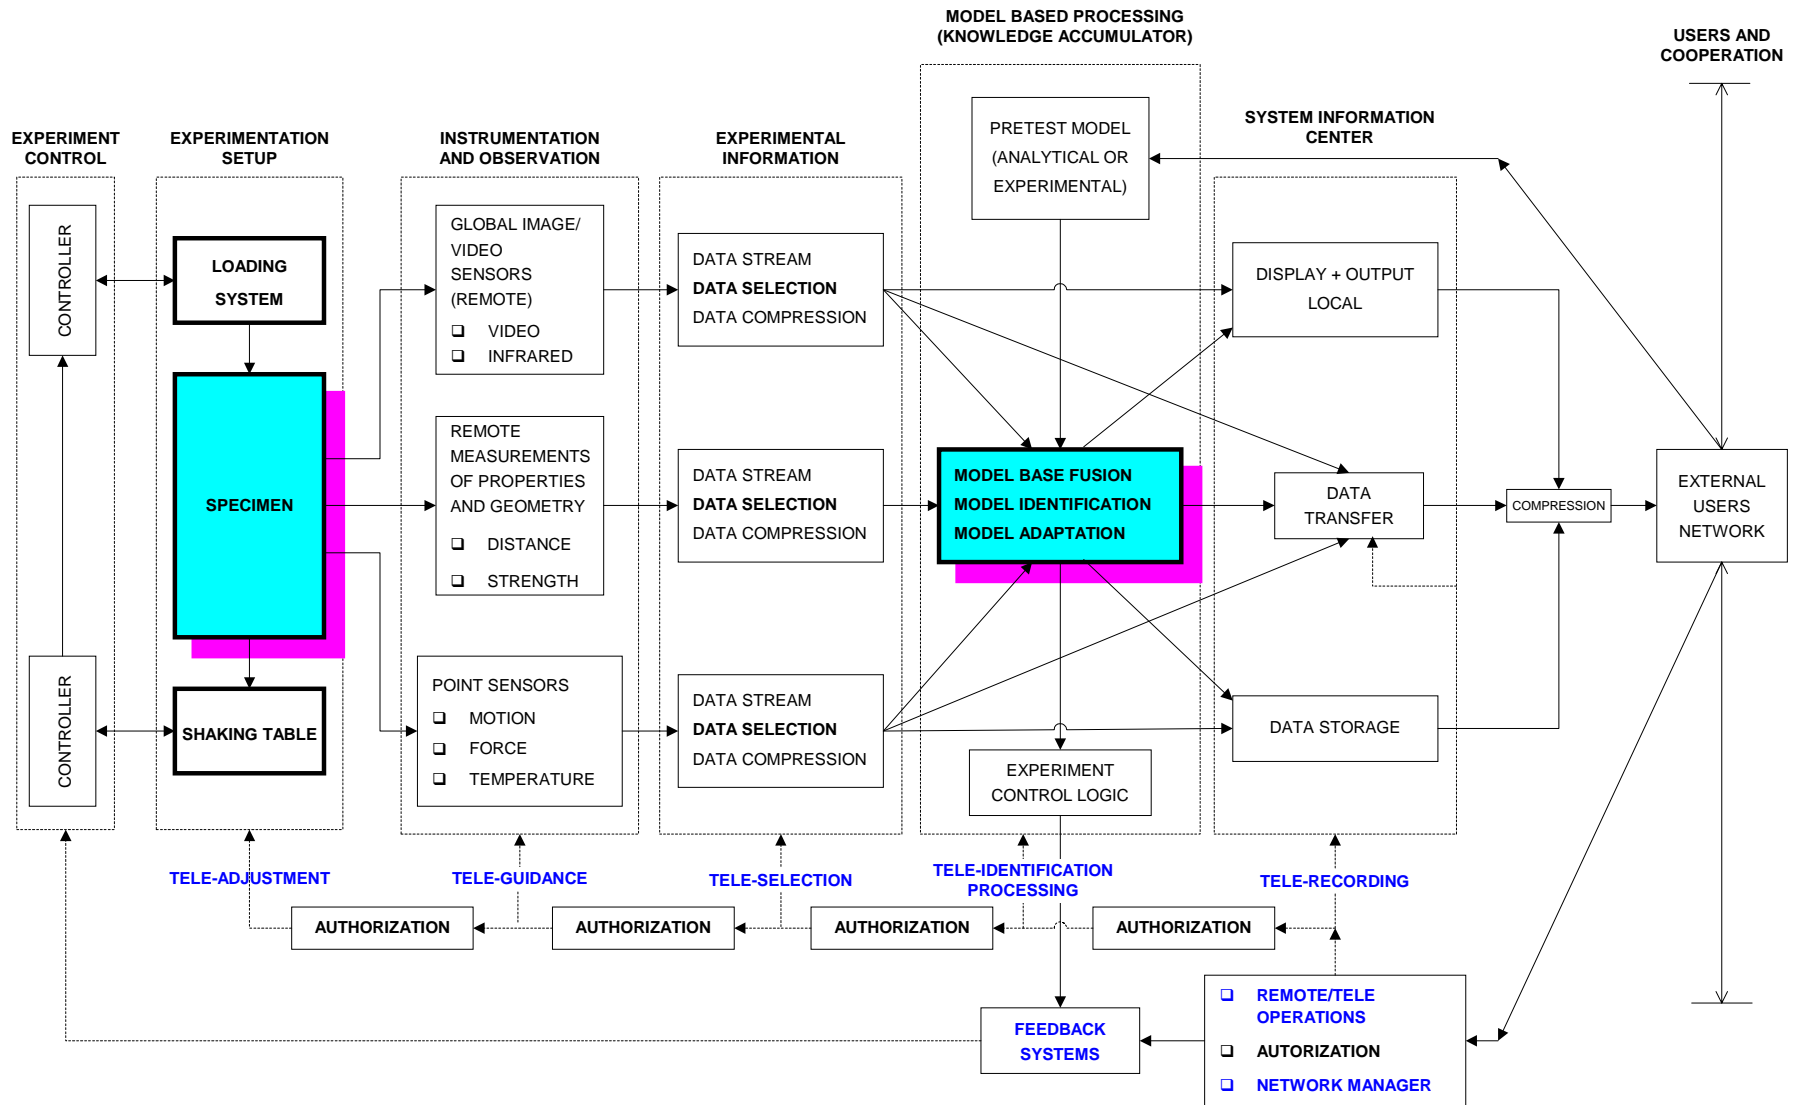 MODEL BASED PROCESSING
(KNOWLEDGE ACCUMULATOR)
USERS AND
COOPERATION
EXPERIMENT
CONTROL
EXPERIMENTATION
SETUP
INSTRUMENTATION
AND OBSERVATION
EXPERIMENTAL
INFORMATION
SYSTEM INFORMATION
CENTER
CONTROLLER
CONTROLLER
LOADING
SYSTEM
SPECIMEN
SHAKING TABLE
GLOBAL IMAGE/
VIDEO
SENSORS
(REMOTE)
❑ VIDEO
❑ INFRARED
REMOTE
MEASUREMENTS
OF PROPERTIES
AND GEOMETRY
❑ DISTANCE
❑ STRENGTH
POINT SENSORS
❑ MOTION
❑ FORCE
❑ TEMPERATURE
DATA STREAM
DATA SELECTION
DATA COMPRESSION
DATA STREAM
DATA SELECTION
DATA COMPRESSION
DATA STREAM
DATA SELECTION
DATA COMPRESSION
PRETEST MODEL
(ANALYTICAL OR
EXPERIMENTAL)
MODEL BASE FUSION
MODEL IDENTIFICATION
MODEL ADAPTATION
EXPERIMENT
CONTROL LOGIC
DISPLAY + OUTPUT
LOCAL
DATA
TRANSFER
DATA STORAGE
COMPRESSION
EXTERNAL
USERS
NETWORK
TELE-ADJUSTMENT
TELE-GUIDANCE
TELE-SELECTION
TELE-IDENTIFICATION
PROCESSING
TELE-RECORDING
AUTHORIZATION
AUTHORIZATION
AUTHORIZATION
AUTHORIZATION
FEEDBACK
SYSTEMS
❑ REMOTE/TELE
OPERATIONS
❑ AUTORIZATION
❑ NETWORK MANAGER